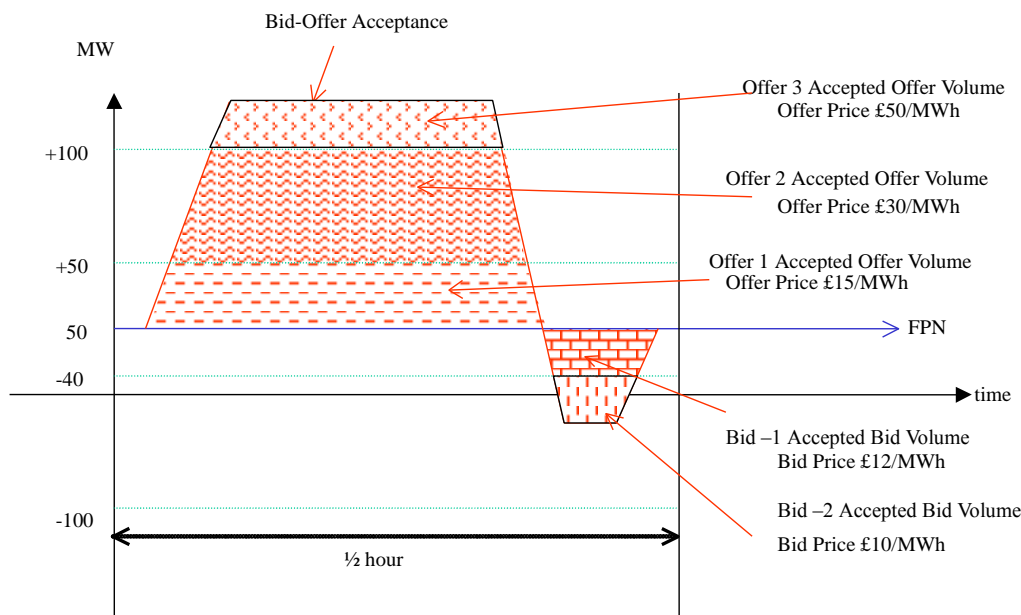 Bid-Offer Acceptance
MW
Offer 3 Accepted Offer Volume
Offer Price £50/MWh
+100
Offer 2 Accepted Offer Volume
Offer Price £30/MWh
+50
Offer 1 Accepted Offer Volume
Offer Price £15/MWh
50
FPN
-40
time
Bid –1 Accepted Bid Volume
Bid Price £12/MWh
-100
Bid –2 Accepted Bid Volume
Bid Price £10/MWh
½ hour